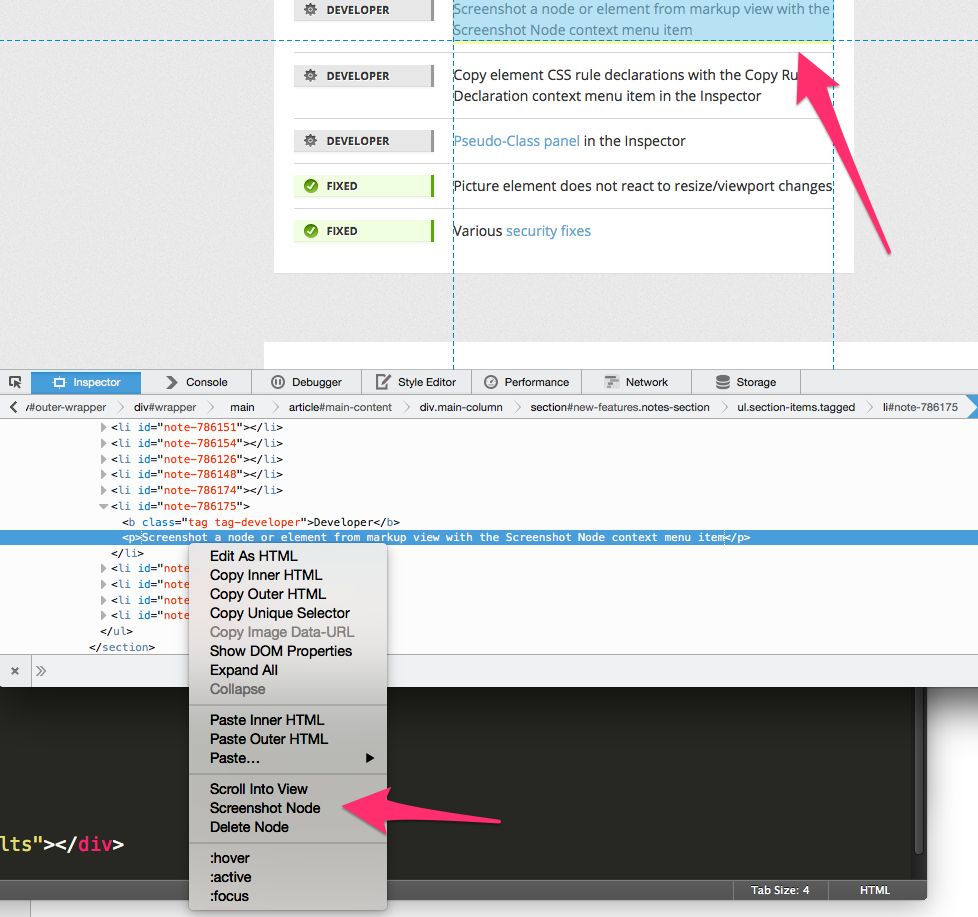 DEVELOPER
Screenshot a node or element from markup view with the
Screenshot Node context menu item
DEVELOPER
Copy element CSS rule declarations with the Copy Ru
Declaration context menu item in the Inspector
DEVELOPER
Pseudo-Class panel in the Inspector
FIXED
Picture element does not react to resize/viewport changes
FIXED
Various security fixes
Inspector Console Debugger Style Editor Performance Network Storage
/#outer-wrapper div#wrapper main article#main-content div.main-column section#new-features.notes-section ul.section-items.tagged li#note-786175
<li id="note-786151"></li>
<li id="note-786154"></li>
<li id="note-786126"></li>
<li id="note-786148"></li>
<li id="note-786174"></li>
<li id="note-786175">
<b class="tag tag-developer">Developer</b>
<p>Screenshot a node or element from markup view with the Screenshot Node context menu item</p>
</li>
<li id="note
<li id="note
<li id="note
<li id="note
</ul>
</section>
Edit As HTML
Copy Inner HTML
Copy Outer HTML
Copy Unique Selector
Copy Image Data-URL
Show DOM Properties
Expand All
Collapse
Paste Inner HTML
Paste Outer HTML
Paste...
Scroll Into View
Screenshot Node
Delete Node
:hover
:active
:focus
lts"></div>
Tab Size: 4 HTML